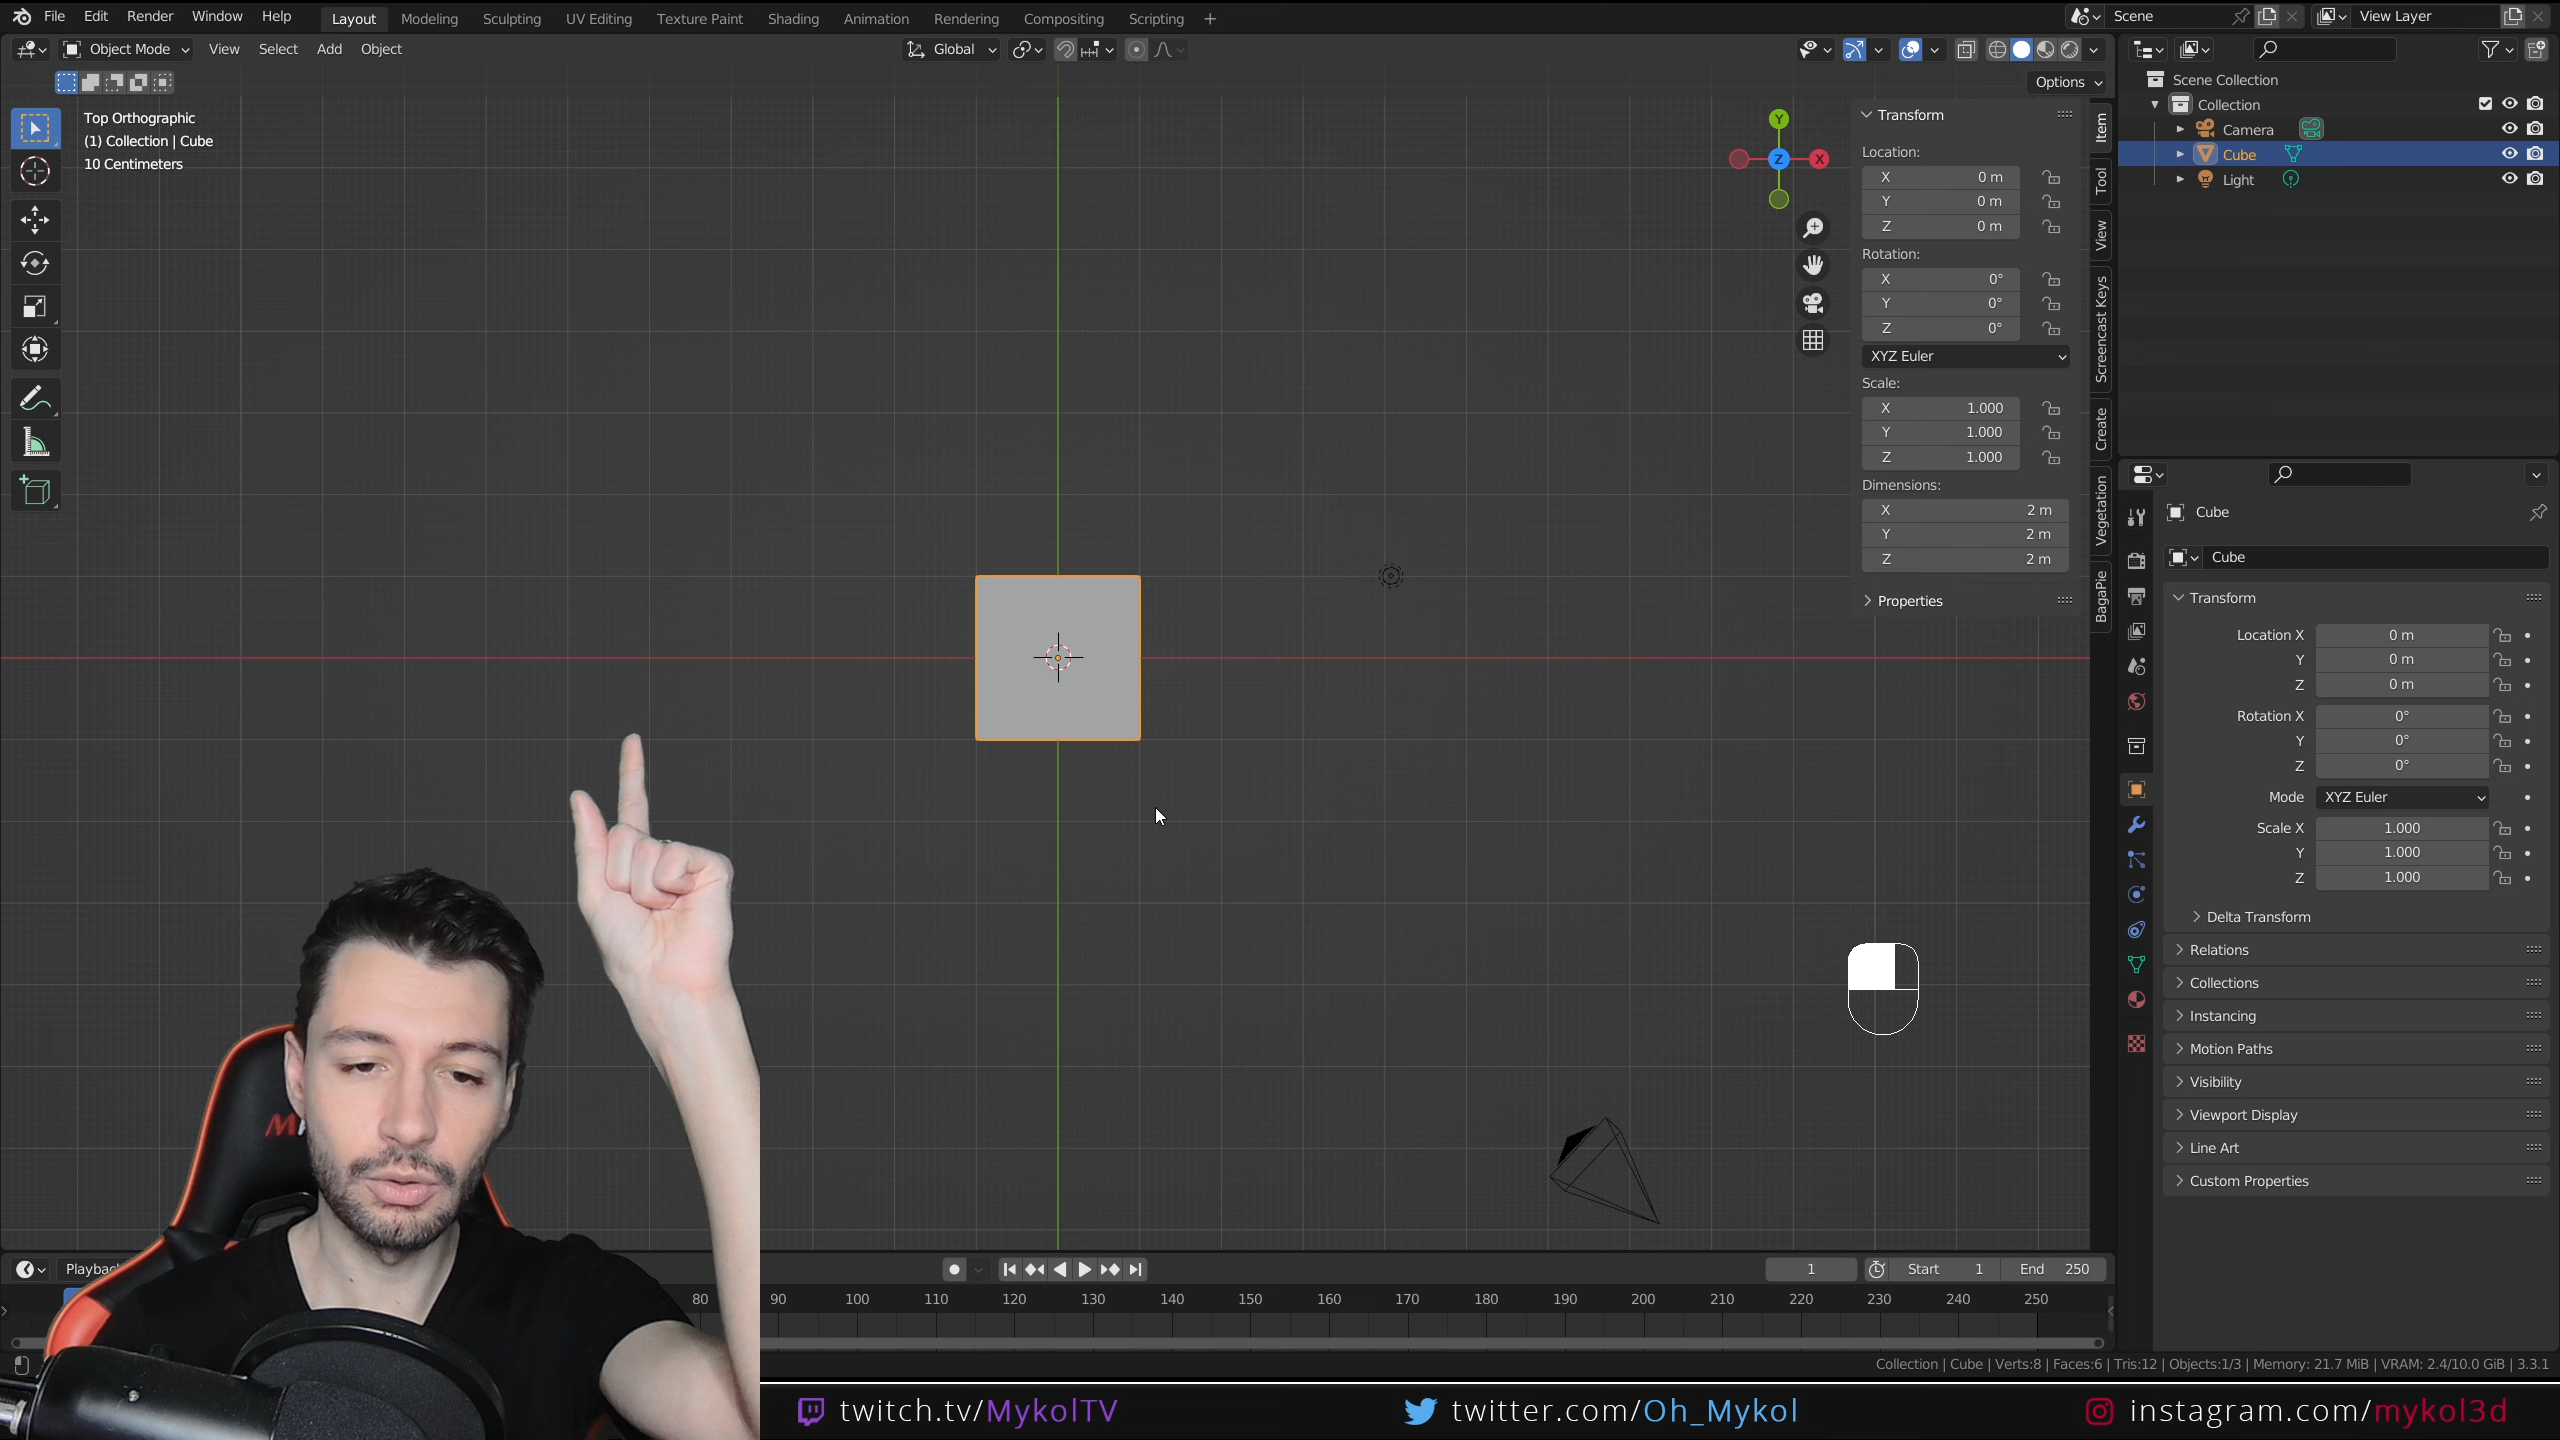 File Edit Render Window Help
Layout Modeling Sculpting UV Editing Texture Paint Shading Animation Rendering Compositing Scripting +
Scene
View Layer
Object Mode View Select Add Object
Global
Options
Top Orthographic
(1) Collection | Cube
10 Centimeters
Y
Z
X
Transform
Location:
X 0 m
Y 0 m
Z 0 m
Rotation:
X 0°
Y 0°
Z 0°
XYZ Euler
Scale:
X 1.000
Y 1.000
Z 1.000
Dimensions:
X 2 m
Y 2 m
Z 2 m
Properties
Item
Tool
View
Screencast Keys
Create
Vegetation
BagaPie
Scene Collection
Collection
Camera
Cube
Light
Cube
Cube
Transform
Location X 0 m
Y 0 m
Z 0 m
Rotation X 0°
Y 0°
Z 0°
Mode XYZ Euler
Scale X 1.000
Y 1.000
Z 1.000
Delta Transform
Relations
Collections
Instancing
Motion Paths
Visibility
Viewport Display
Line Art
Custom Properties
1 Start 1 End 250
80 90 100 110 120 130 140 150 160 170 180 190 200 210 220 230 240 250
Collection | Cube | Verts:8 | Faces:6 | Tris:12 | Objects:1/3 | Memory: 21.7 MiB | VRAM: 2.4/10.0 GiB | 3.3.1
twitch.tv/MykolTV
twitter.com/Oh_Mykol
instagram.com/mykol3d